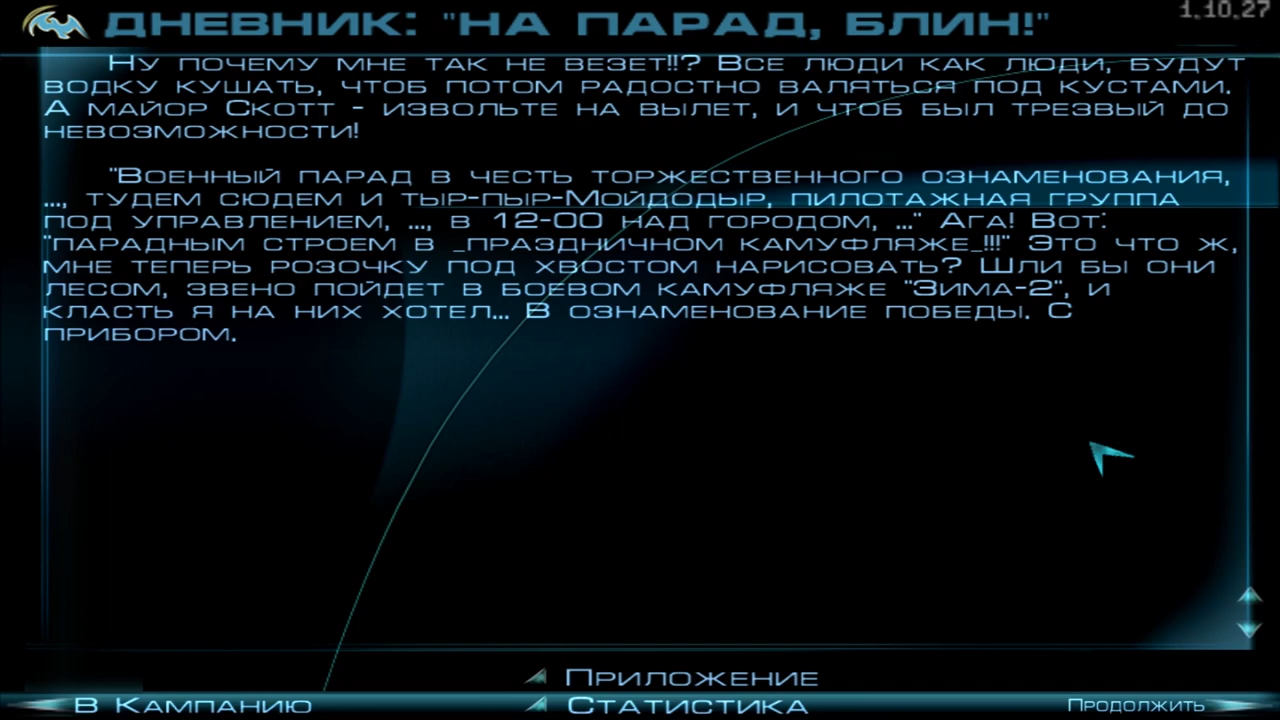 ДНЕВНИК: "НА ПАРАД, БЛИН!"
1.10.27
Ну почему мне так не везет!!? Все люди как люди, будут
водку кушать, чтоб потом радостно валяться под кустами.
А майор Скотт - извольте на вылет, и чтоб был трезвый до
невозможности!
"Военный парад в честь торжественного ознаменования,
..., тудем сюдем и тыр-пыр-Мойдодыр, пилотажная группа
под управлением, ..., в 12-00 над городом, ..." Ага! Вот:
"парадным строем в _праздничном камуфляже_!!!" Это что ж,
мне теперь розочку под хвостом нарисовать? Шли бы они
лесом, звено пойдет в боевом камуфляже "Зима-2", и
класть я на них хотел... В ознаменование победы. С
прибором.
Приложение
В Кампанию
Статистика
Продолжить